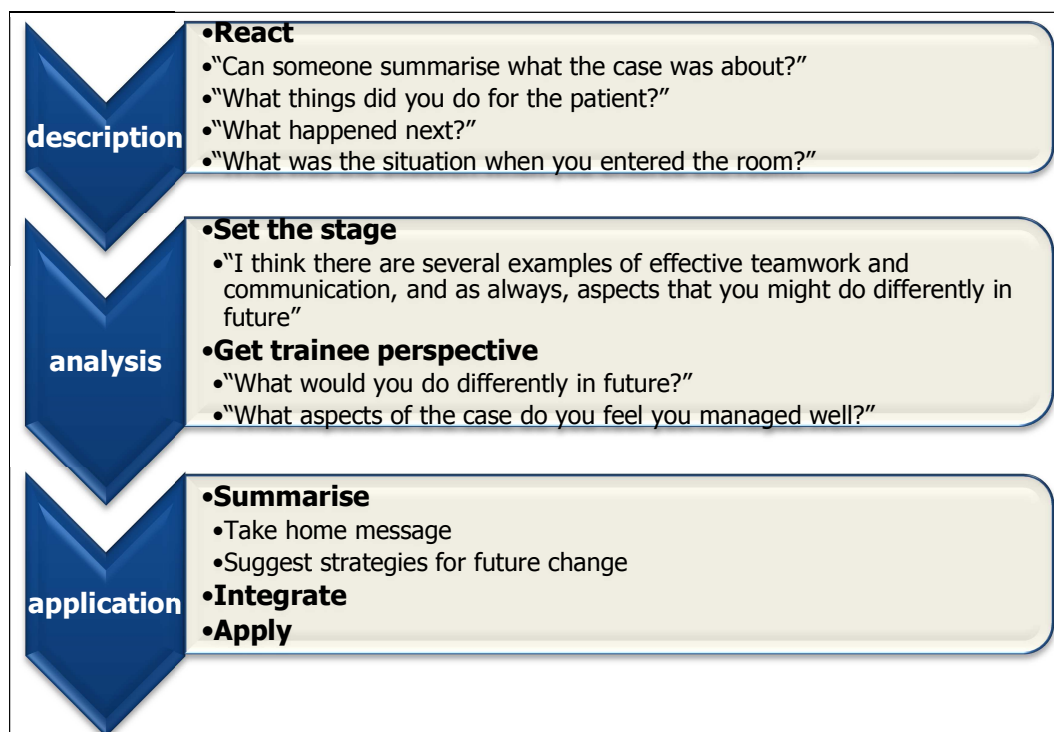 description
•React
•“Can someone summarise what the case was about?”
•“What things did you do for the patient?”
•“What happened next?”
•“What was the situation when you entered the room?”
analysis
•Set the stage
•“I think there are several examples of effective teamwork and
communication, and as always, aspects that you might do differently in
future”
•Get trainee perspective
•“What would you do differently in future?”
•“What aspects of the case do you feel you managed well?”
application
•Summarise
•Take home message
•Suggest strategies for future change
•Integrate
•Apply